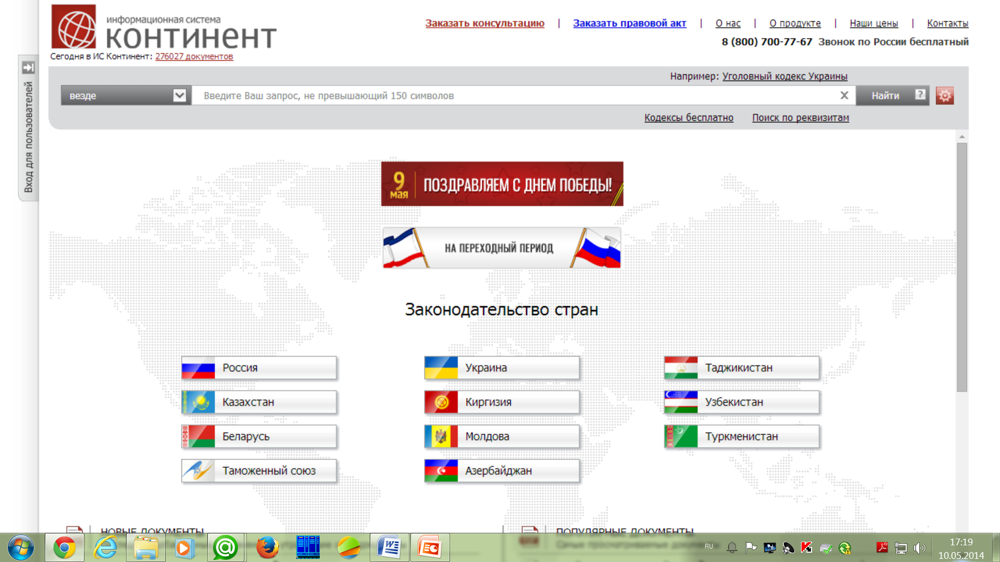 информационная система
континент
Сегодня в ИС Континент: 276027 документов
Заказать консультацию | Заказать правовой акт | О нас | О продукте | Наши цены | Контакты
8 (800) 700-77-67 Звонок по России бесплатный
Вход для пользователей
Например: Уголовный кодекс Украины
везде
Введите Ваш запрос, не превышающий 150 символов
Найти
?
Кодексы бесплатно
Поиск по реквизитам
9 мая
ПОЗДРАВЛЯЕМ С ДНЕМ ПОБЕДЫ!
НА ПЕРЕХОДНЫЙ ПЕРИОД
Законодательство стран
Россия
Украина
Таджикистан
Казахстан
Киргизия
Узбекистан
Беларусь
Молдова
Туркменистан
Таможенный союз
Азербайджан
НОВЫЕ ДОКУМЕНТЫ
ПОПУЛЯРНЫЕ ДОКУМЕНТЫ
RU
17:19
10.05.2014